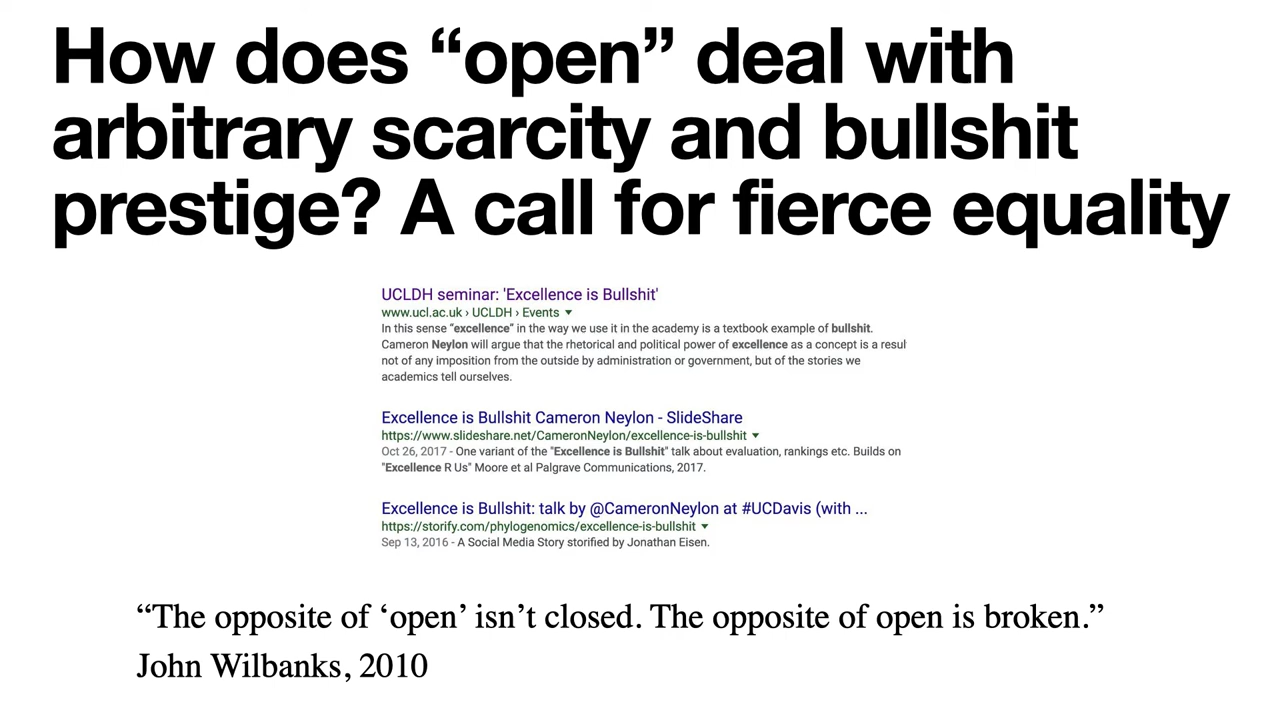 How does “open” deal with
arbitrary scarcity and bullshit
prestige? A call for fierce equality
UCLDH seminar: 'Excellence is Bullshit'
www.ucl.ac.uk › UCLDH › Events ▼
In this sense “excellence” in the way we use it in the academy is a textbook example of bullshit.
Cameron Neylon will argue that the rhetorical and political power of excellence as a concept is a resul
not of any imposition from the outside by administration or government, but of the stories we
academics tell ourselves.
Excellence is Bullshit Cameron Neylon - SlideShare
https://www.slideshare.net/CameronNeylon/excellence-is-bullshit ▼
Oct 26, 2017 - One variant of the "Excellence is Bullshit" talk about evaluation, rankings etc. Builds on
"Excellence R Us" Moore et al Palgrave Communications, 2017.
Excellence is Bullshit: talk by @CameronNeylon at #UCDavis (with ...
https://storify.com/phylogenomics/excellence-is-bullshit ▼
Sep 13, 2016 - A Social Media Story storified by Jonathan Eisen.
“The opposite of ‘open’ isn’t closed. The opposite of open is broken.”
John Wilbanks, 2010